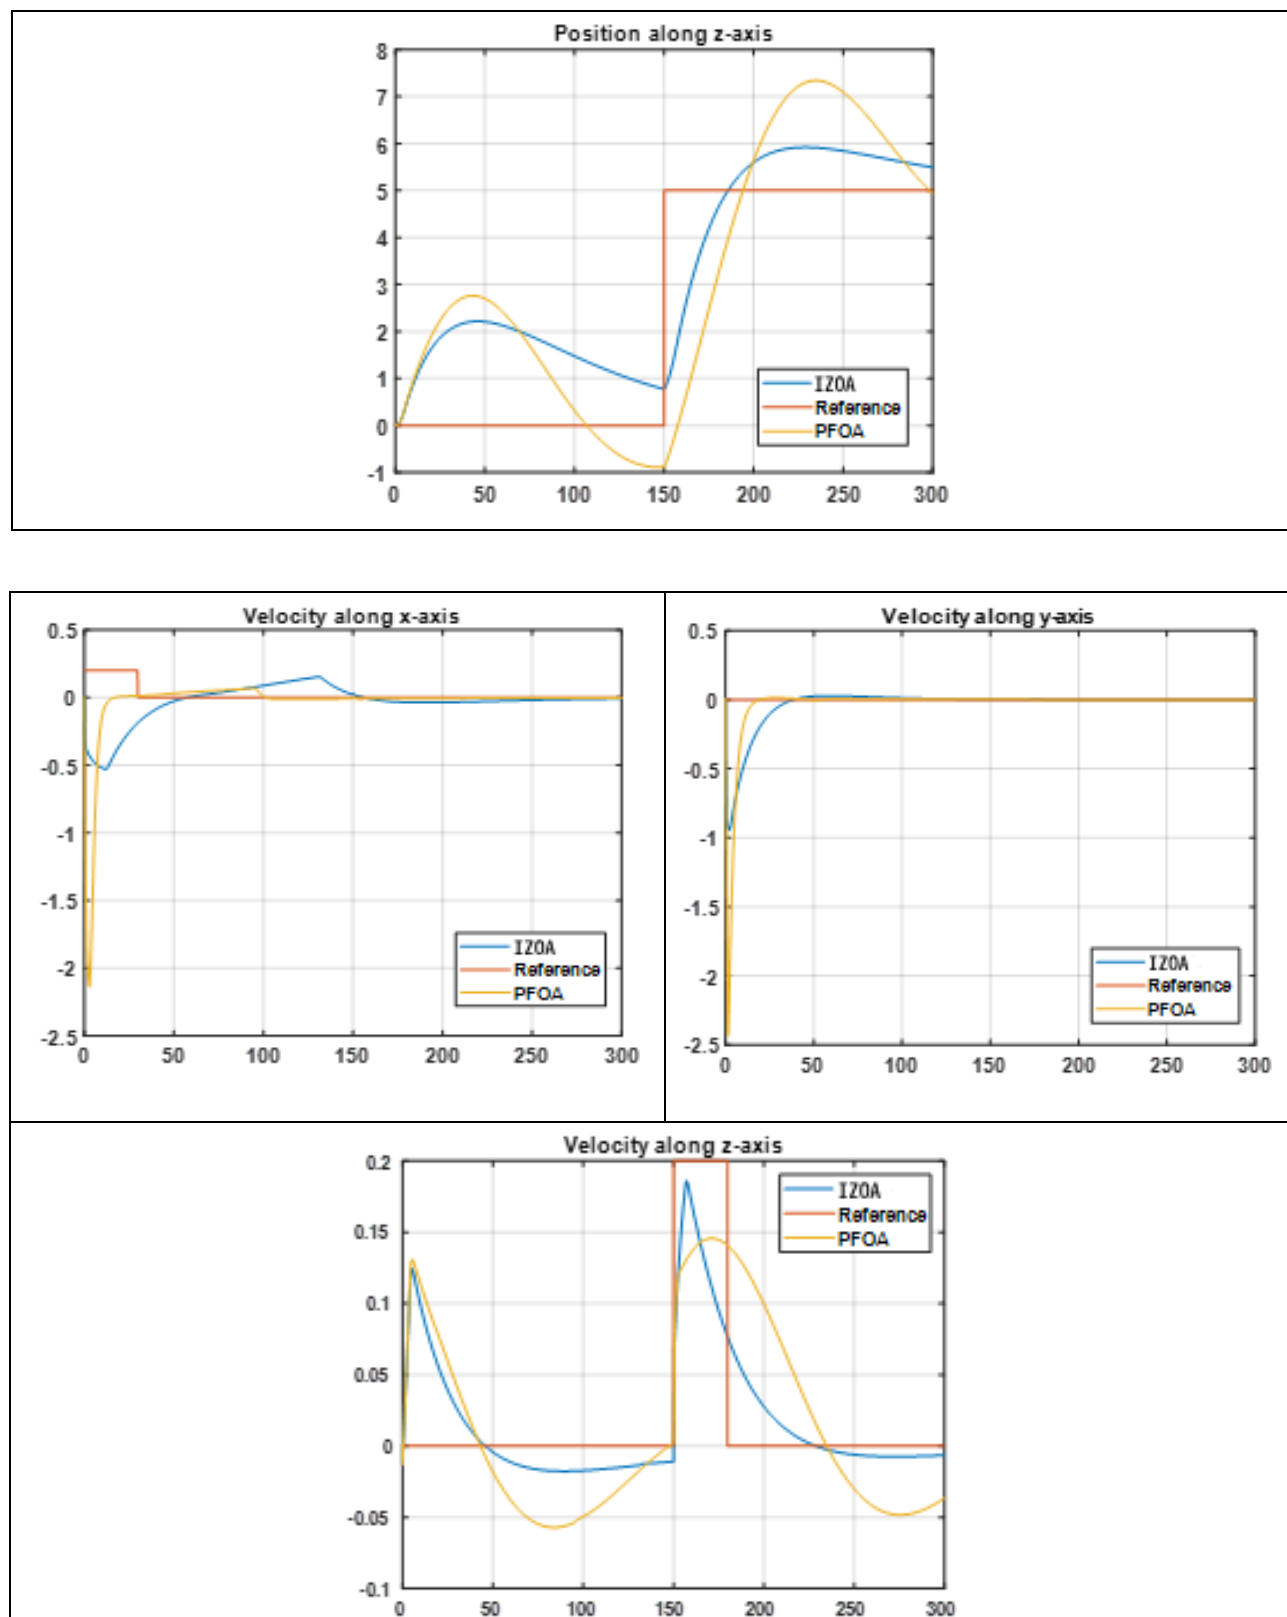 Position along z-axis
8
7
6
5
4
3
2
1
0
-1
IZOA
Reference
PFOA
0 50 100 150 200 250 300
Velocity along x-axis
0.5
0
-0.5
-1
-1.5
-2
-2.5
IZOA
Reference
PFOA
0 50 100 150 200 250 300
Velocity along y-axis
0.5
0
-0.5
-1
-1.5
-2
-2.5
IZOA
Reference
PFOA
0 50 100 150 200 250 300
Velocity along z-axis
0.2
0.15
0.1
0.05
0
-0.05
-0.1
IZOA
Reference
PFOA
0 50 100 150 200 250 300